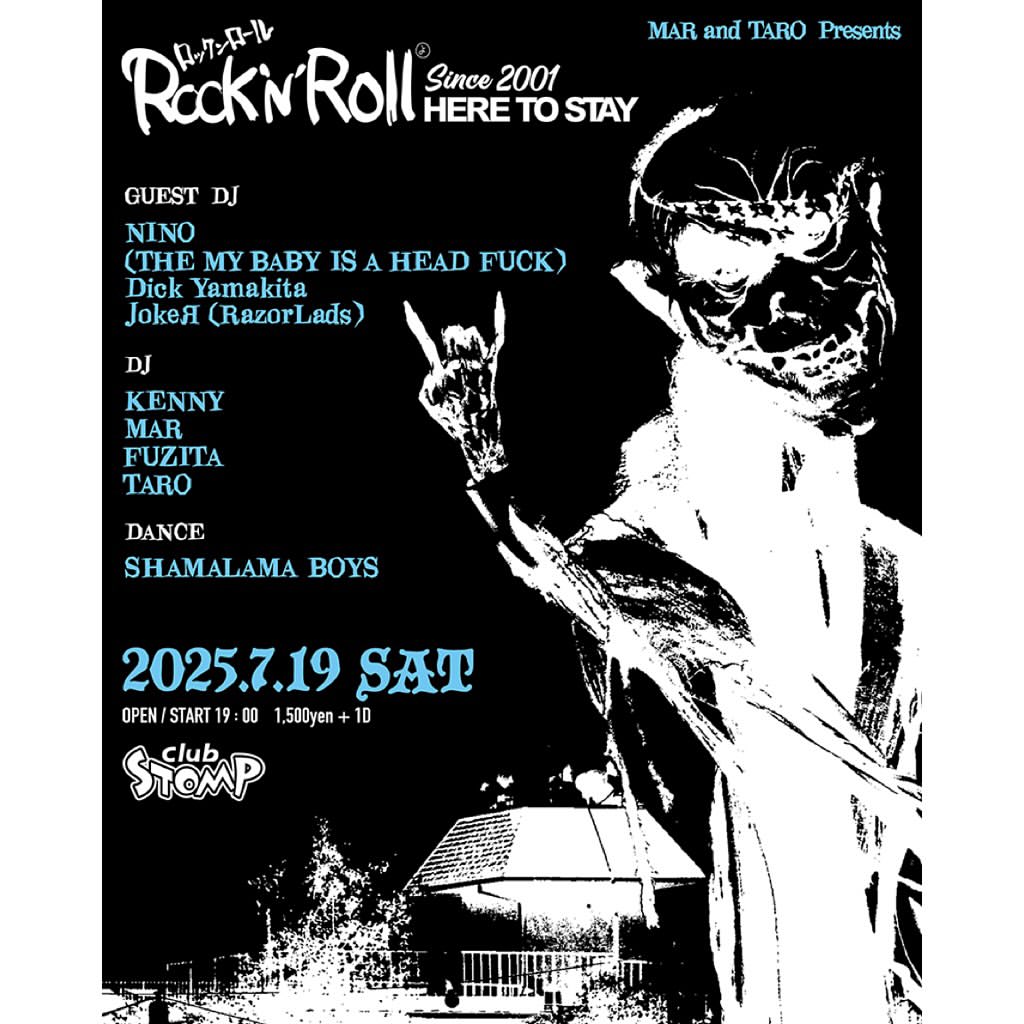 MAR and TARO Presents
ロックンロール
Rock'n'Roll
Since 2001
HERE TO STAY
GUEST DJ
NINO
(THE MY BABY IS A HEAD FUCK)
Dick Yamakita
JokeЯ (RazorLads)
DJ
KENNY
MAR
FUZITA
TARO
DANCE
SHAMALAMA BOYS
2025.7.19 SAT
OPEN / START 19 : 00 1,500yen + 1D
club
STOMP